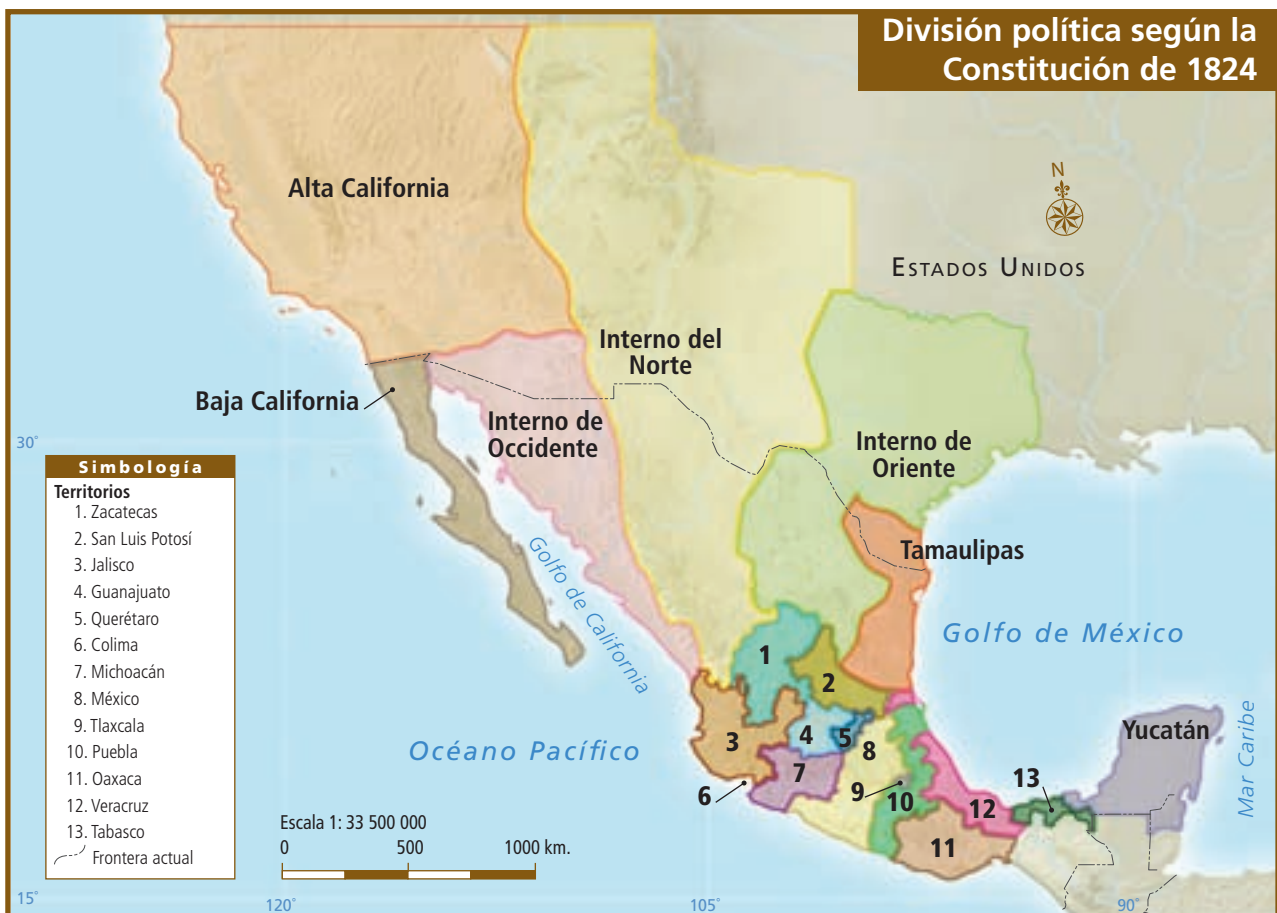 División política según la
Constitución de 1824
N
Alta California
ESTADOS UNIDOS
Interno del
Norte
Baja California
Interno de
Occidente
Interno de
Oriente
30°
Simbología
Territorios
1. Zacatecas
2. San Luis Potosí
3. Jalisco
4. Guanajuato
5. Querétaro
6. Colima
7. Michoacán
8. México
9. Tlaxcala
10. Puebla
11. Oaxaca
12. Veracruz
13. Tabasco
Frontera actual
Golfo de California
Tamaulipas
Golfo de México
1
2
3
4
5
6
7
8
9
10
11
12
13
Yucatán
Mar Caribe
Océano Pacífico
Escala 1: 33 500 000
0 500 1000 km.
15°
120°
105°
90°